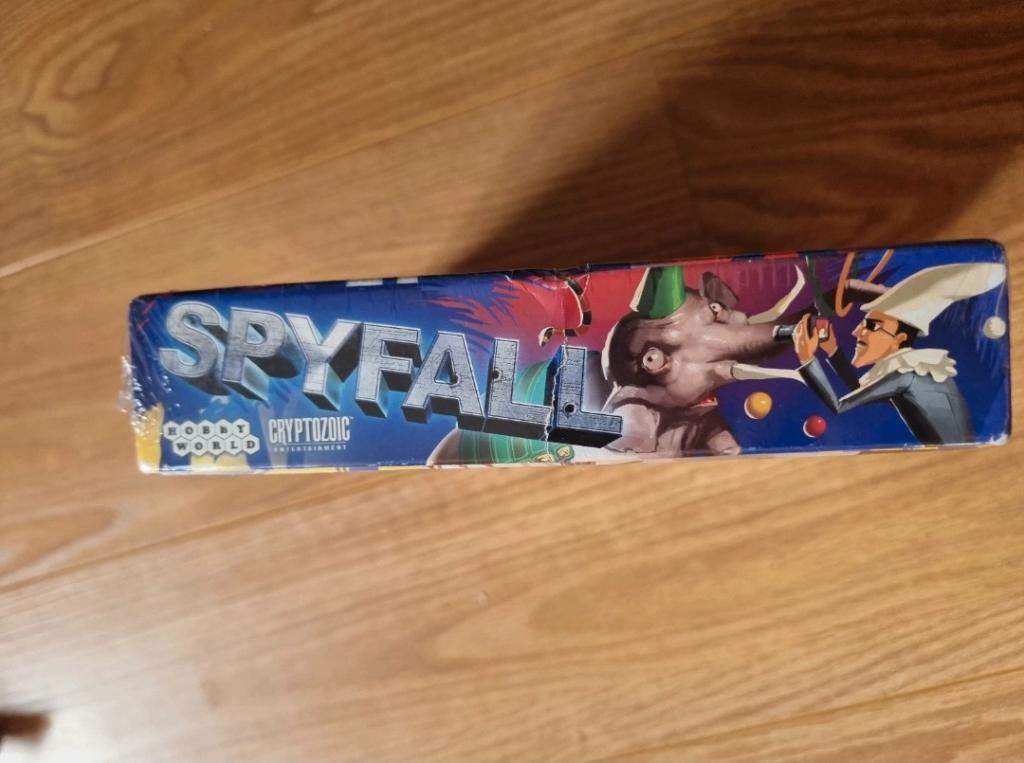 SPYFALL
HOBBY
WORLD
CRYPTOZOIC
ENTERTAINMENT